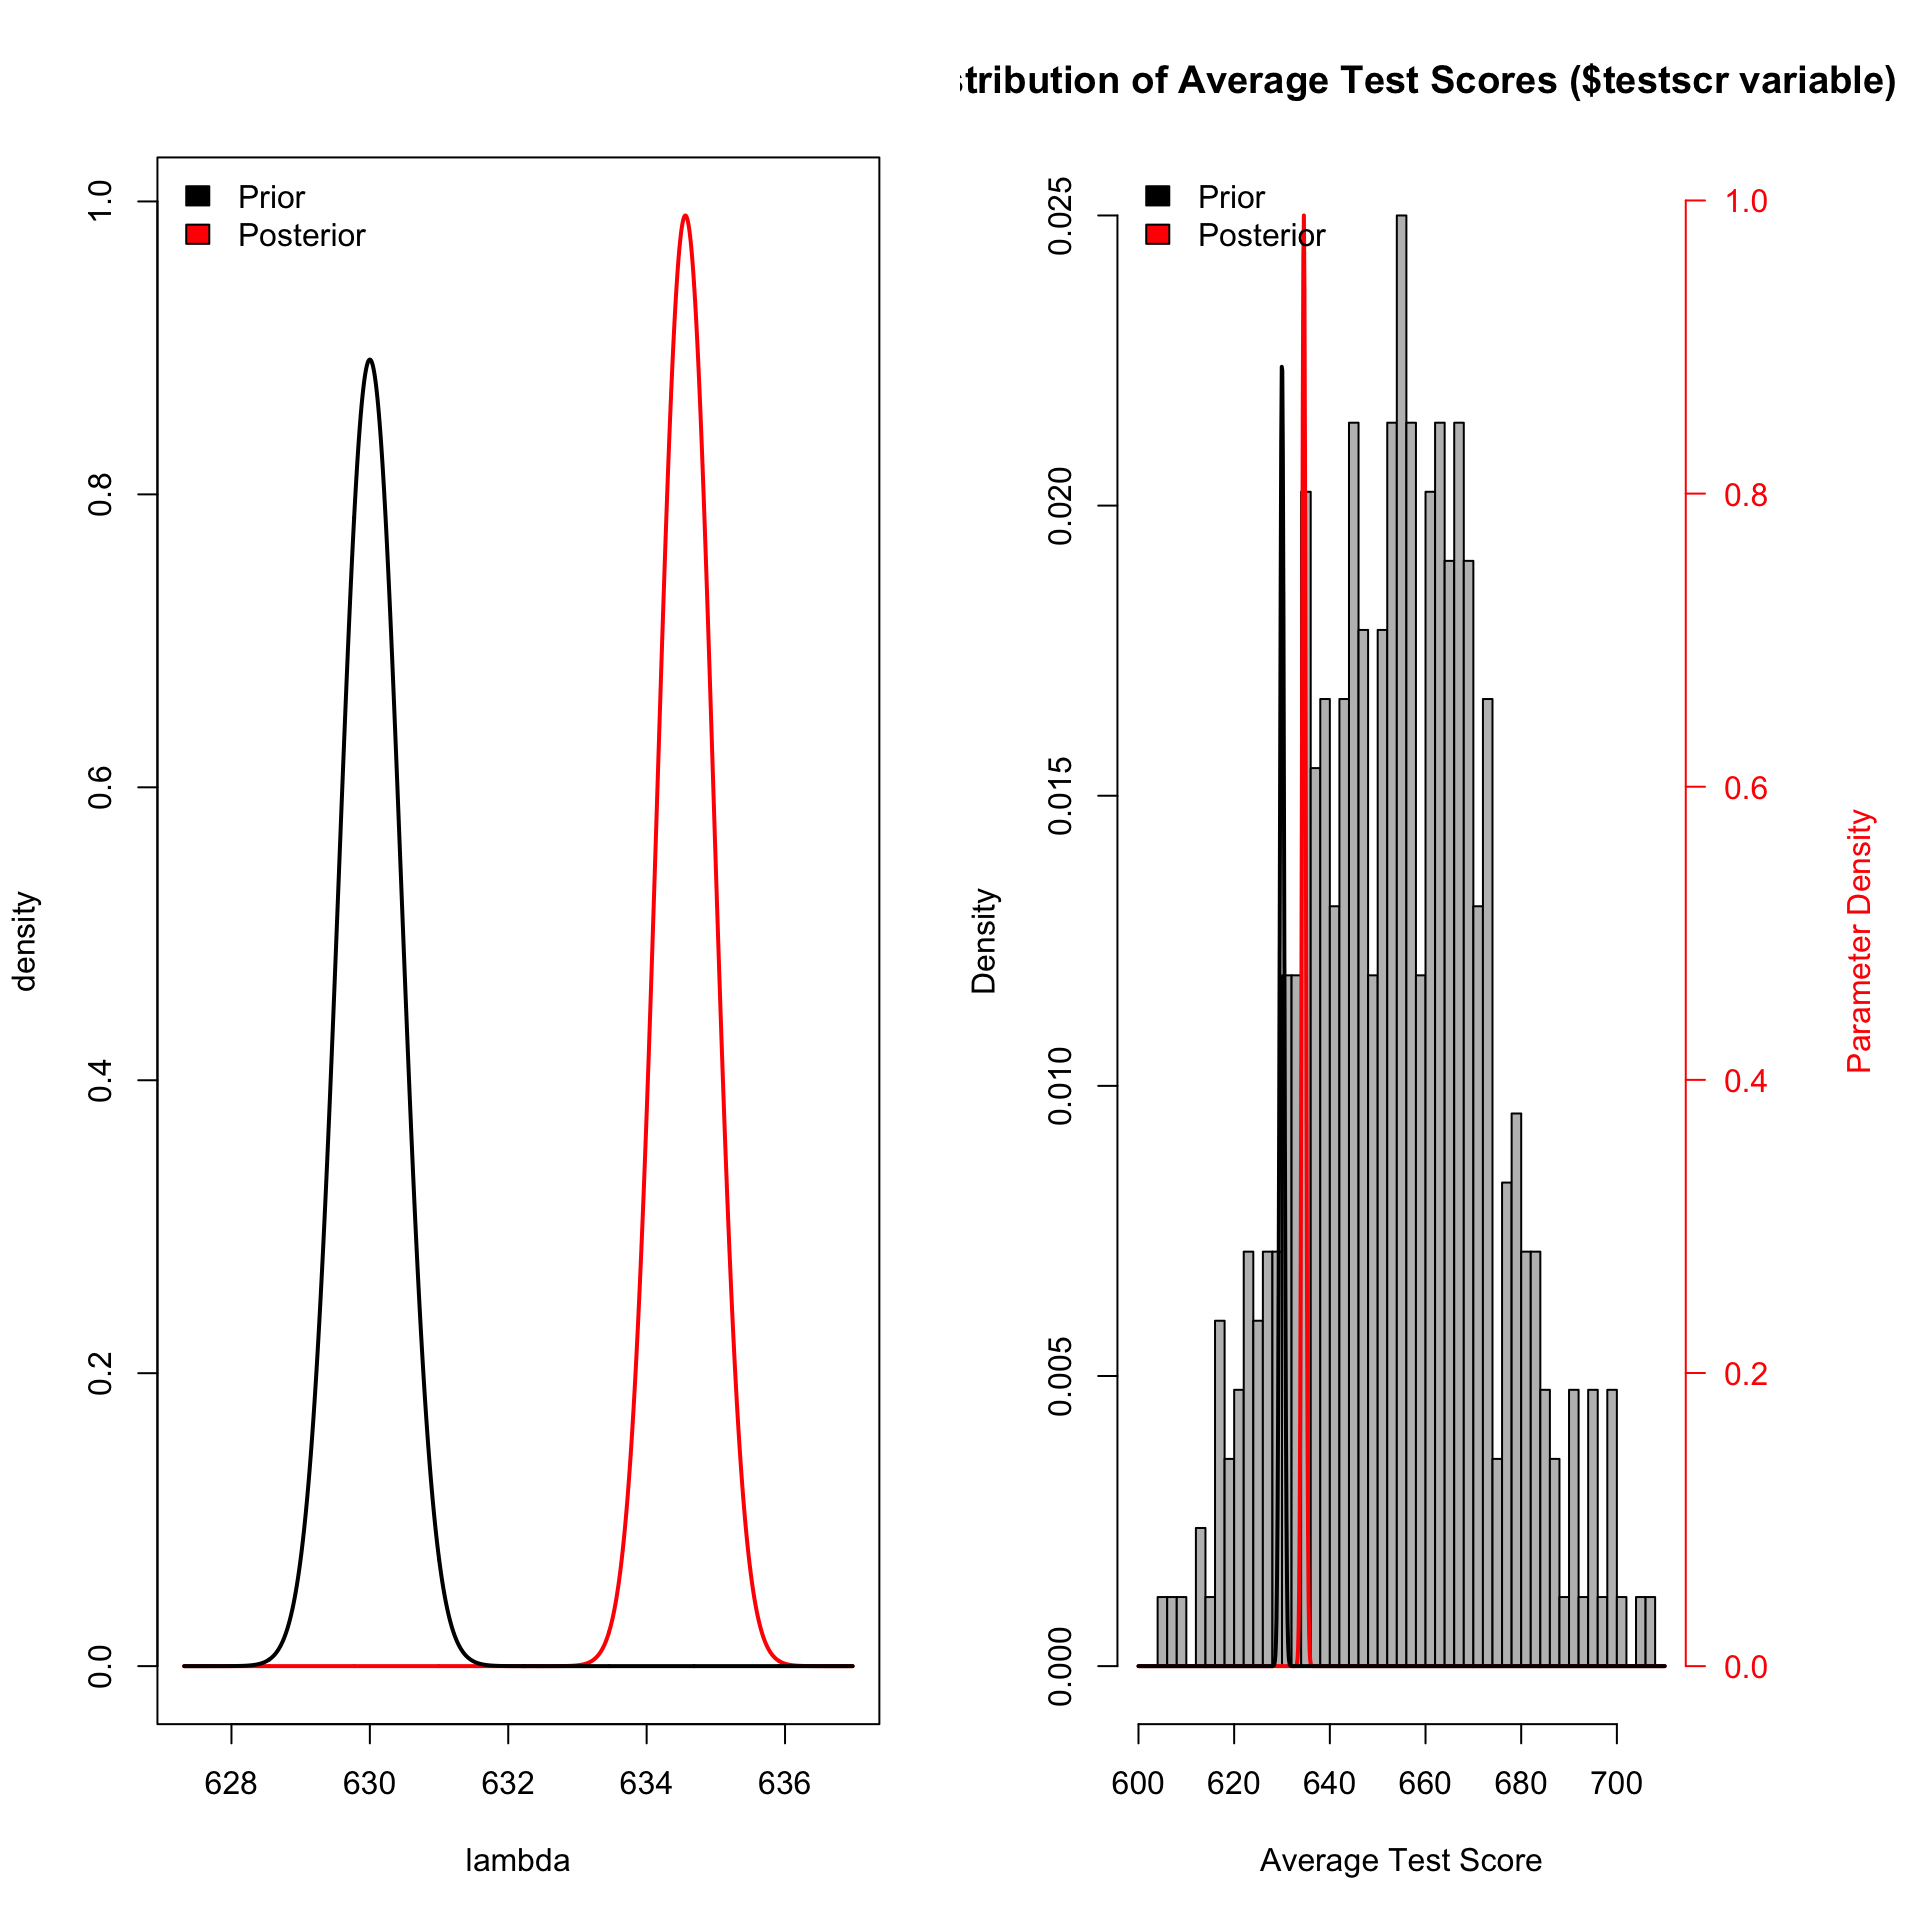 Prior
Posterior
1.0
0.8
0.6
0.4
0.2
0.0
density
628 630 632 634 636
lambda
tribution of Average Test Scores ($testscr variable)
Prior
Posterior
0.025
0.020
0.015
0.010
0.005
0.000
Density
600 620 640 660 680 700
Average Test Score
1.0
0.8
0.6
0.4
0.2
0.0
Parameter Density